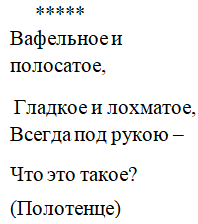 *****
Вафельное и
полосатое,
Гладкое и лохматое,
Всегда под рукою –
Что это такое?
(Полотенце)